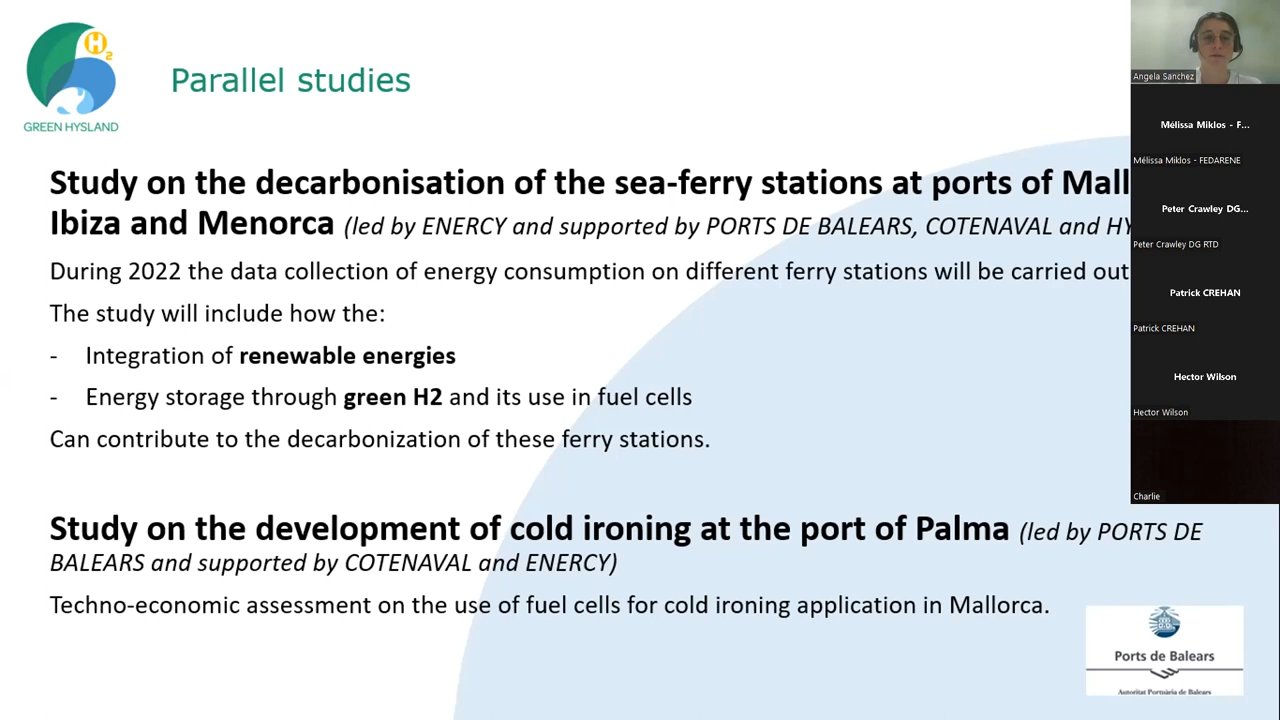 H2
GREEN HYSLAND
Parallel studies
Study on the decarbonisation of the sea-ferry stations at ports of
Ibiza and Menorca (led by ENERCY and supported by PORTS DE BALEARS, COTENAVAL and
During 2022 the data collection of energy consumption on different ferry stations will be carried out
The study will include how the:
- Integration of renewable energies
- Energy storage through green H2 and its use in fuel cells
Can contribute to the decarbonization of these ferry stations.
Study on the development of cold ironing at the port of Palma (led by PORTS DE
BALEARS and supported by COTENAVAL and ENERCY)
Techno-economic assessment on the use of fuel cells for cold ironing application in Mallorca.
Ports de Balears
Autoritat Portuària de Balears
Angela Sanchez
Mélissa Miklos - F...
Mélissa Miklos - FEDARENE
Peter Crawley DG...
Peter Crawley DG RTD
Patrick CREHAN
Patrick CREHAN
Hector Wilson
Hector Wilson
Charlie